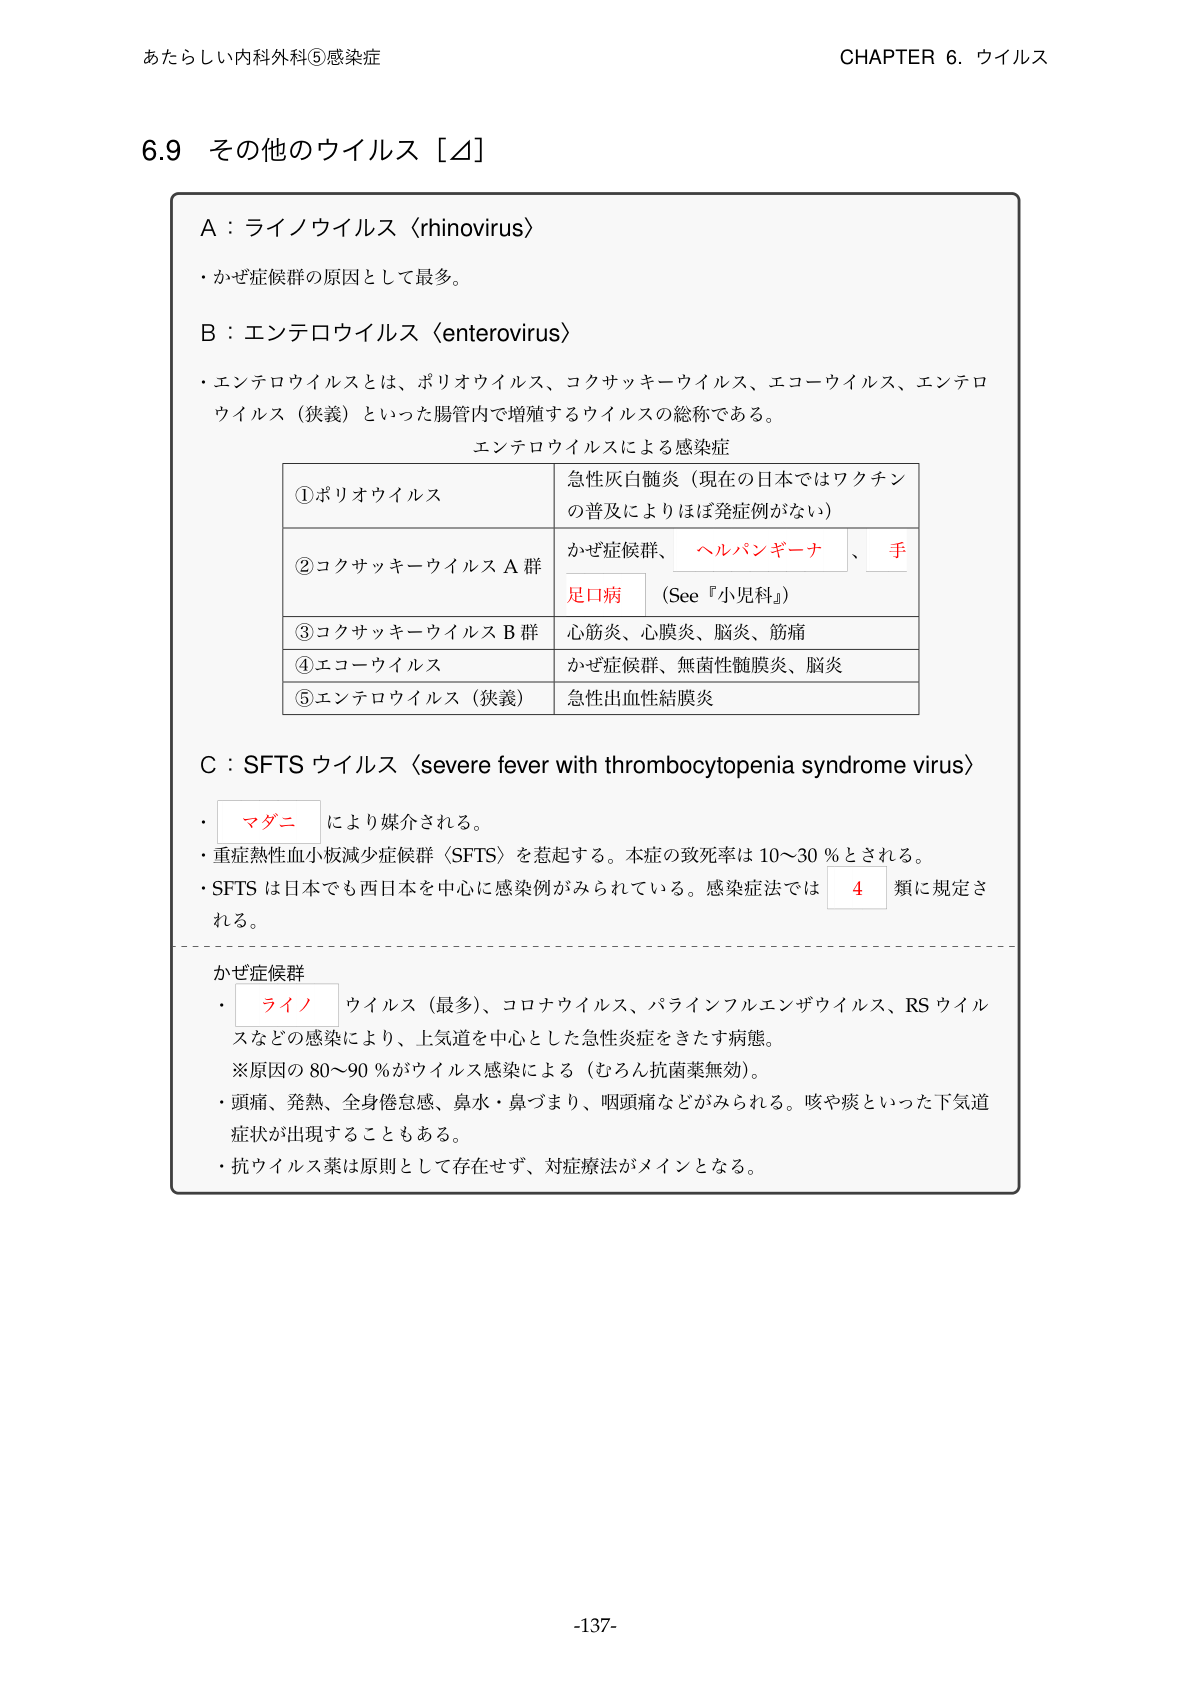 あたらしい内科外科⑤感染症
CHAPTER 6. ウイルス
6.9 その他のウイルス［⊿］
A：ライノウイルス〈rhinovirus〉
・かぜ症候群の原因として最多。
B：エンテロウイルス〈enterovirus〉
・エンテロウイルスとは、ポリオウイルス、コクサッキーウイルス、エコーウイルス、エンテロ
ウイルス（狭義）といった腸管内で増殖するウイルスの総称である。
エンテロウイルスによる感染症
①ポリオウイルス
急性灰白髄炎（現在の日本ではワクチン
の普及によりほぼ発症例がない）
②コクサッキーウイルス A 群
かぜ症候群、 ヘルパンギーナ 、 手
足口病 （See『小児科』）
③コクサッキーウイルス B 群
心筋炎、心膜炎、脳炎、筋痛
④エコーウイルス
かぜ症候群、無菌性髄膜炎、脳炎
⑤エンテロウイルス（狭義）
急性出血性結膜炎
C：SFTS ウイルス〈severe fever with thrombocytopenia syndrome virus〉
・ マダニ により媒介される。
・重症熱性血小板減少症候群〈SFTS〉を惹起する。本症の致死率は 10〜30 %とされる。
・SFTS は日本でも西日本を中心に感染例がみられている。感染症法では 4 類に規定さ
れる。
かぜ症候群
・ ライノ ウイルス（最多）、コロナウイルス、パラインフルエンザウイルス、RS ウイル
スなどの感染により、上気道を中心とした急性炎症をきたす病態。
※原因の 80〜90 %がウイルス感染による（むろん抗菌薬無効）。
・頭痛、発熱、全身倦怠感、鼻水・鼻づまり、咽頭痛などがみられる。咳や痰といった下気道
症状が出現することもある。
・抗ウイルス薬は原則として存在せず、対症療法がメインとなる。
-137-